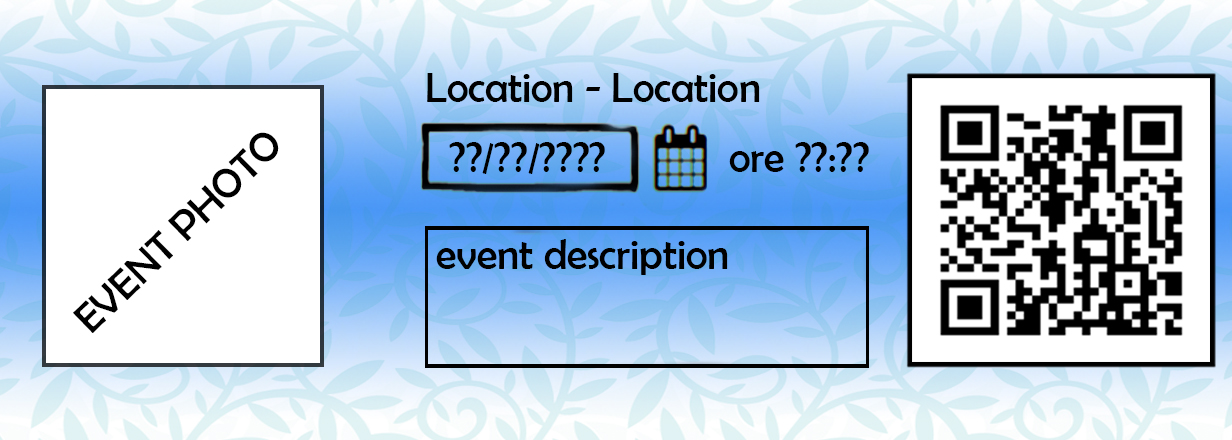 EVENT PHOTO
Location - Location
??/??/????
ore ??:??
event description